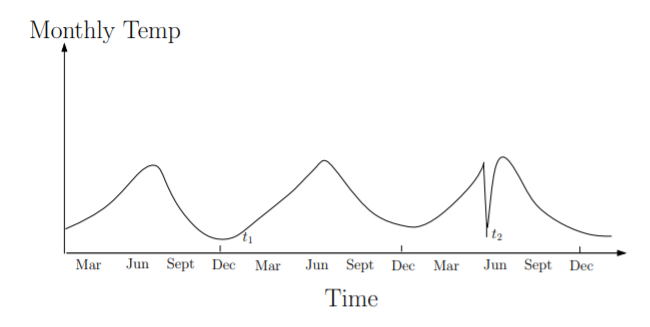 Monthly Temp
t1
t2
Mar Jun Sept Dec Mar Jun Sept Dec Mar Jun Sept Dec
Time